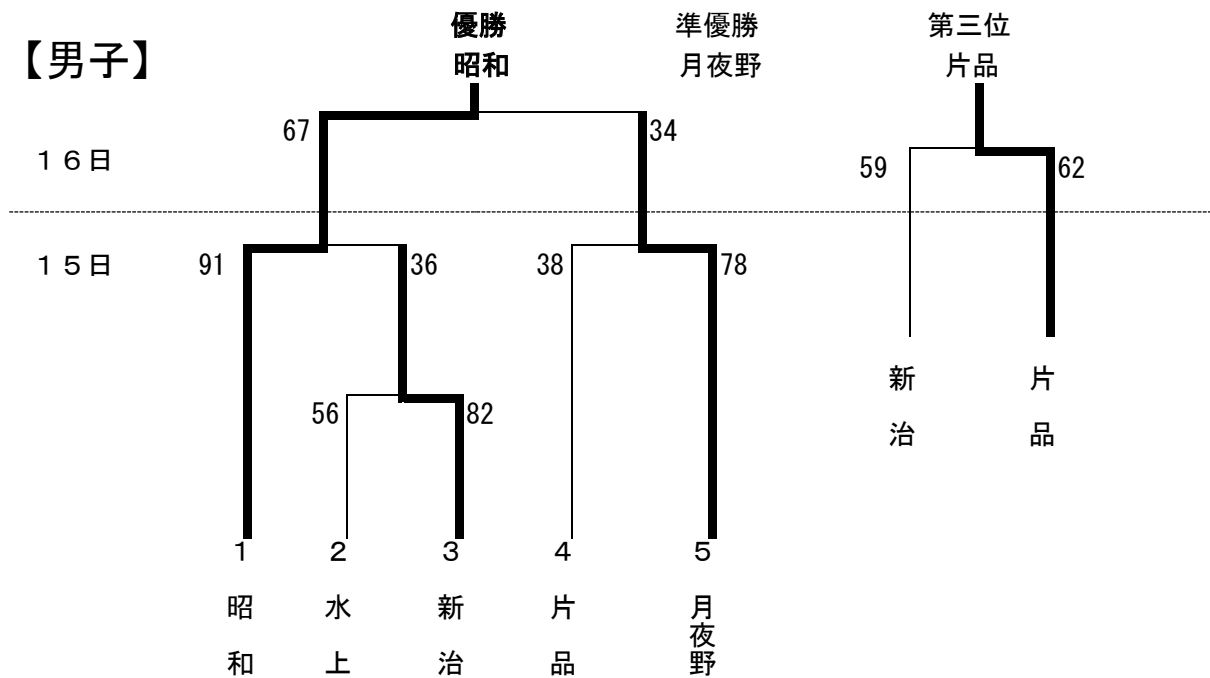 優勝 準優勝 第三位
【男子】 昭和 月夜野 片品
67 34
１６日 59 62
１５日 91 36 38 78
新治 片品
56 82
1 2 3 4 5
昭和 水上 新治 片品 月夜野